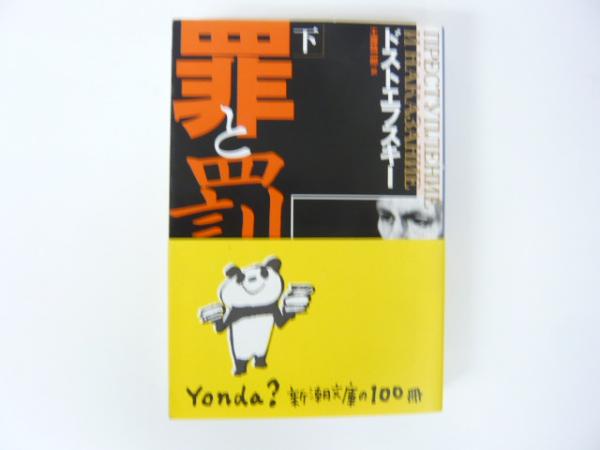 ПРЕСТУПЛЕНИЕ
И НАКАЗАНИЕ
ドストエフスキー
下
罪と罰
Yonda? 新潮文庫の100冊